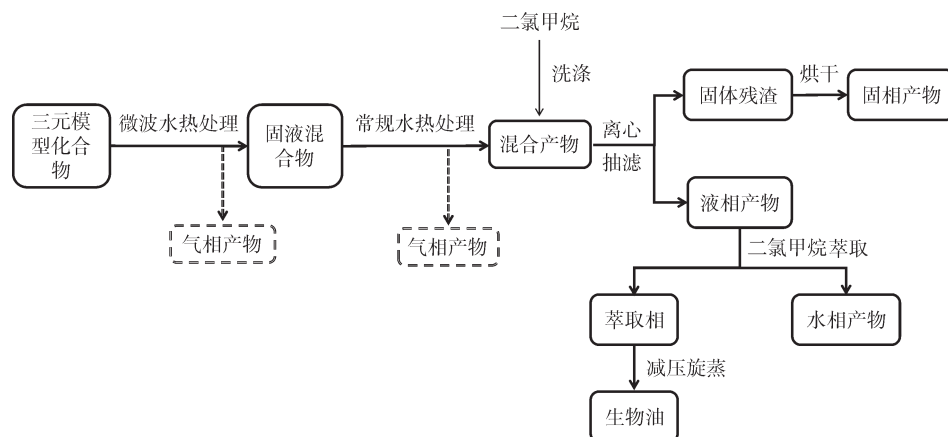 二氯甲烷
洗涤
三元模
型化合
物
微波水热处理
固液混
合物
常规水热处理
混合产物
离心
抽滤
固体残渣
烘干
固相产物
液相产物
气相产物
气相产物
二氯甲烷萃取
萃取相
水相产物
减压旋蒸
生物油